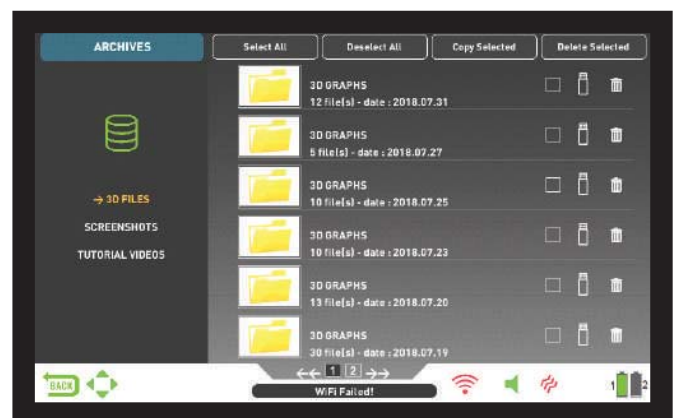 ARCHIVES
Select All
Deselect All
Copy Selected
Delete Selected
3D GRAPHS
12 file(s) - date : 2018.07.31
3D GRAPHS
5 file(s) - date : 2018.07.27
→ 3D FILES
3D GRAPHS
10 file(s) - date : 2018.07.25
SCREENSHOTS
3D GRAPHS
10 file(s) - date : 2018.07.23
TUTORIAL VIDEOS
3D GRAPHS
13 file(s) - date : 2018.07.20
3D GRAPHS
30 file(s) - date : 2018.07.19
←← 1 2 →→
BACK
WiFi Failed!
1 2